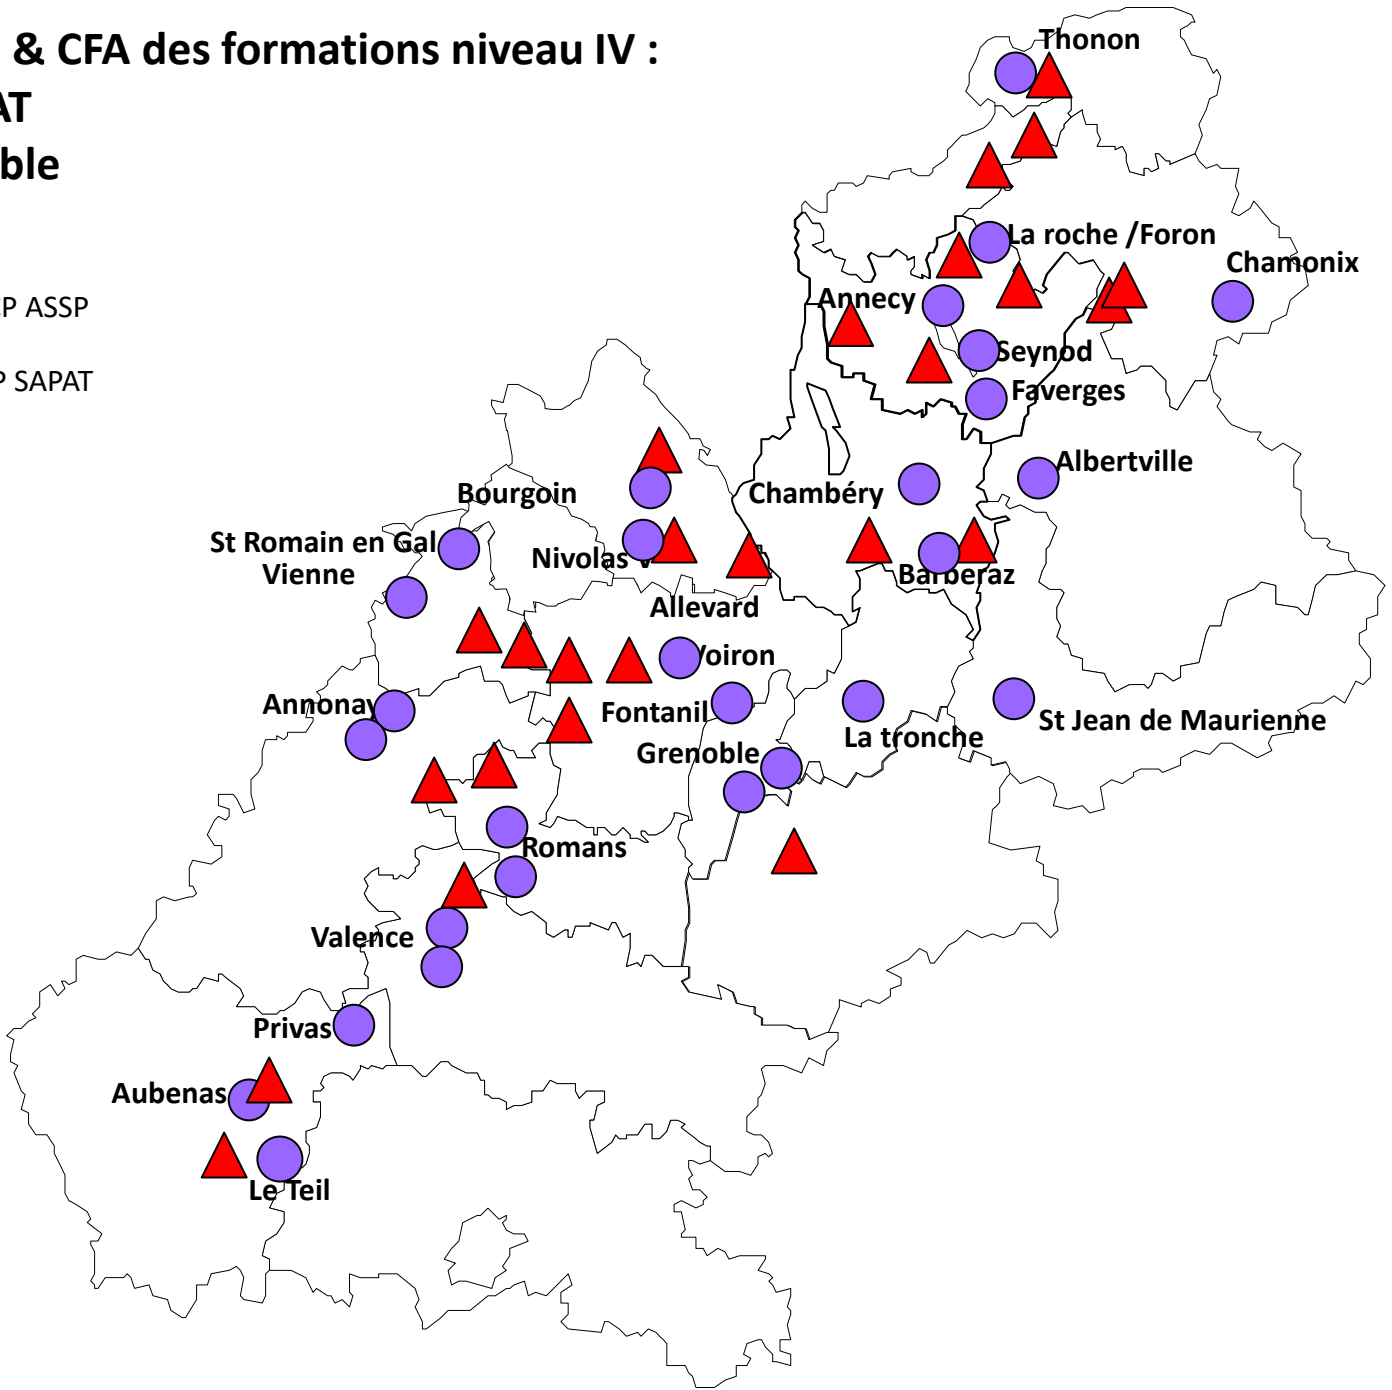 & CFA des formations niveau IV :
AT
ble
CP ASSP
P SAPAT
Thonon
La roche /Foron
Chamonix
Annecy
Seynod
Faverges
Albertville
Bourgoin
Chambéry
St Romain en Gal
Vienne
Nivolas V
Barberaz
Allevard
Voiron
Annonay
Fontanil
St Jean de Maurienne
La tronche
Grenoble
Romans
Valence
Privas
Aubenas
Le Teil